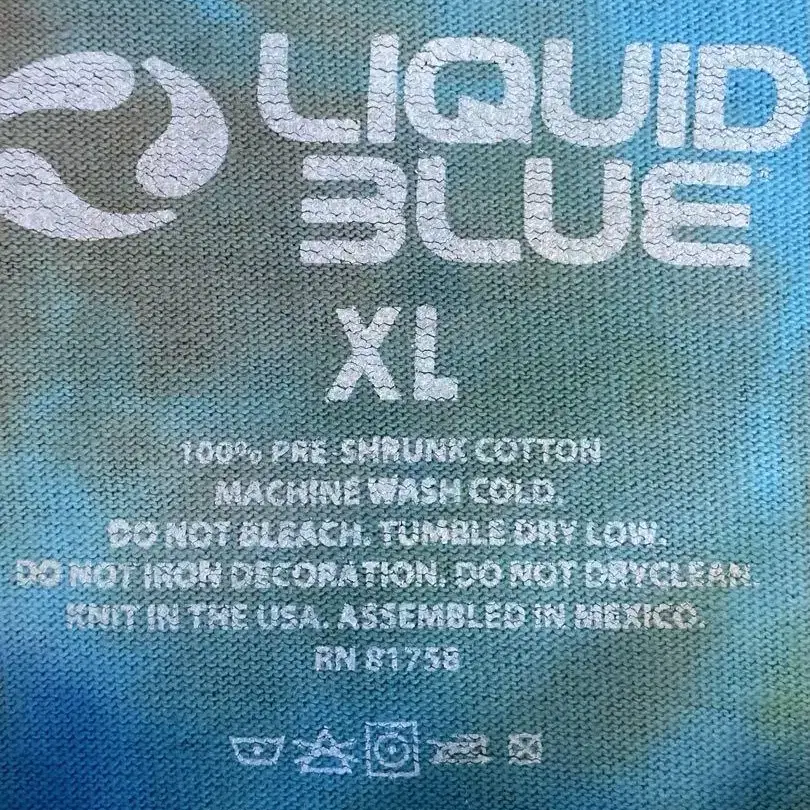 LIQUID
BLUE
XL
100% PRE-SHRUNK COTTON
MACHINE WASH COLD.
DO NOT BLEACH. TUMBLE DRY LOW.
DO NOT IRON DECORATION. DO NOT DRYCLEAN.
KNIT IN THE USA. ASSEMBLED IN MEXICO.
RN 81758